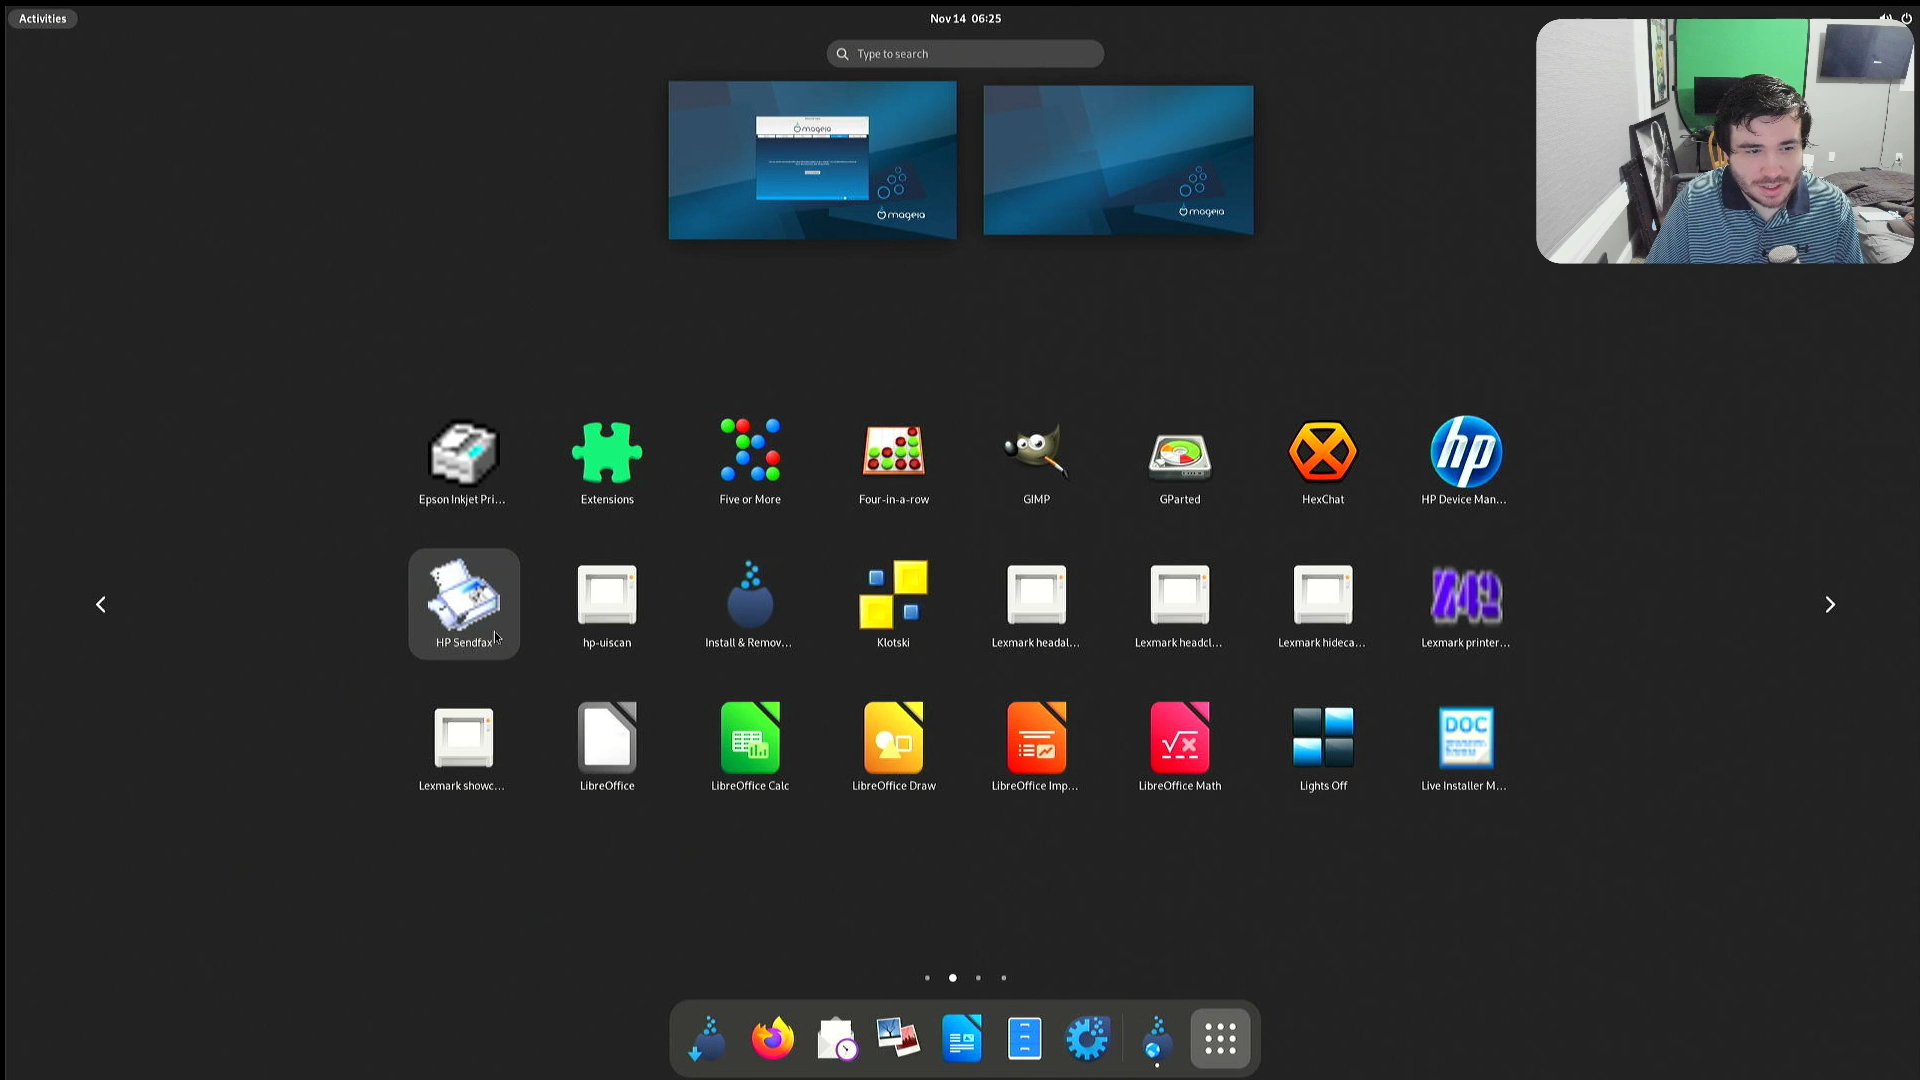 Activities
Nov 14 06:25
Type to search
mageia
mageia
mageia
Epson Inkjet Pri...
Extensions
Five or More
Four-in-a-row
GIMP
GParted
HexChat
hp
HP Device Man...
HP Sendfax
hp-uiscan
Install & Remov...
Klotski
Lexmark headal...
Lexmark headcl...
Lexmark hideca...
Z42
Lexmark printer...
Lexmark showc...
LibreOffice
LibreOffice Calc
LibreOffice Draw
LibreOffice Imp...
LibreOffice Math
Lights Off
DOC
Live Installer M...